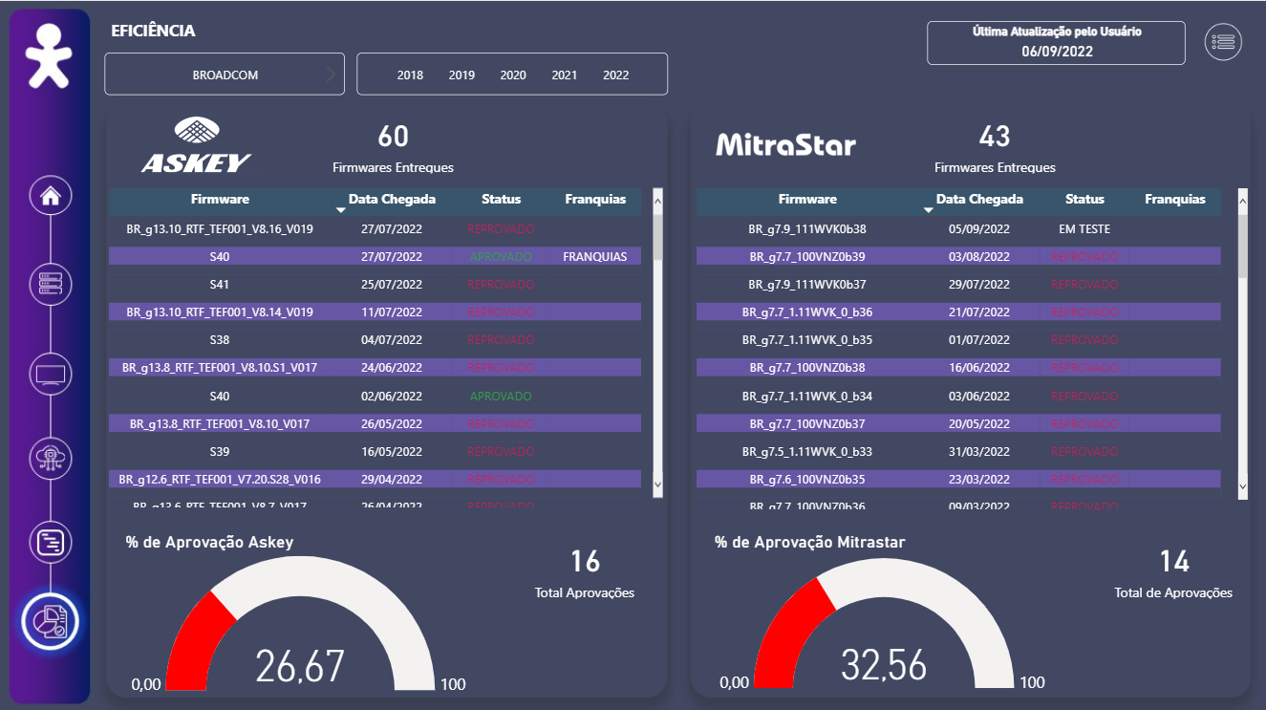 EFICIÊNCIA
Última Atualização pelo Usuário
06/09/2022
BROADCOM
2018 2019 2020 2021 2022
ASKEY
60
Firmwares Entregues
Firmware Data Chegada Status Franquias
BR_g13.10_RTF_TEF001_V8.16_V019 27/07/2022 REPROVADO
S40 27/07/2022 APROVADO FRANQUIAS
S41 25/07/2022 REPROVADO
BR_g13.10_RTF_TEF001_V8.14_V019 11/07/2022 REPROVADO
S38 04/07/2022 REPROVADO
BR_g13.8_RTF_TEF001_V8.10.S1_V017 24/06/2022 REPROVADO
S40 02/06/2022 APROVADO
BR_g13.8_RTF_TEF001_V8.10_V017 26/05/2022 REPROVADO
S39 16/05/2022 REPROVADO
BR_g12.6_RTF_TEF001_V7.20.S28_V016 29/04/2022 REPROVADO
BR_g13.6_RTF_TEF001_V8.7_V017 26/04/2022 REPROVADO
% de Aprovação Askey
16
Total Aprovações
26,67
0,00 100
MitraStar
43
Firmwares Entregues
Firmware Data Chegada Status Franquias
BR_g7.9_111WVK0b38 05/09/2022 EM TESTE
BR_g7.7_100VNZ0b39 03/08/2022 REPROVADO
BR_g7.9_111WVK0b37 29/07/2022 REPROVADO
BR_g7.7_1.11WVK_0_b36 21/07/2022 REPROVADO
BR_g7.7_1.11WVK_0_b35 01/07/2022 REPROVADO
BR_g7.7_100VNZ0b38 16/06/2022 REPROVADO
BR_g7.7_1.11WVK_0_b34 03/06/2022 REPROVADO
BR_g7.7_100VNZ0b37 20/05/2022 REPROVADO
BR_g7.5_1.11WVK_0_b33 31/03/2022 REPROVADO
BR_g7.6_100VNZ0b35 23/03/2022 REPROVADO
BR_g7.7_100VNZ0b36 09/03/2022 REPROVADO
% de Aprovação Mitrastar
14
Total de Aprovações
32,56
0,00 100